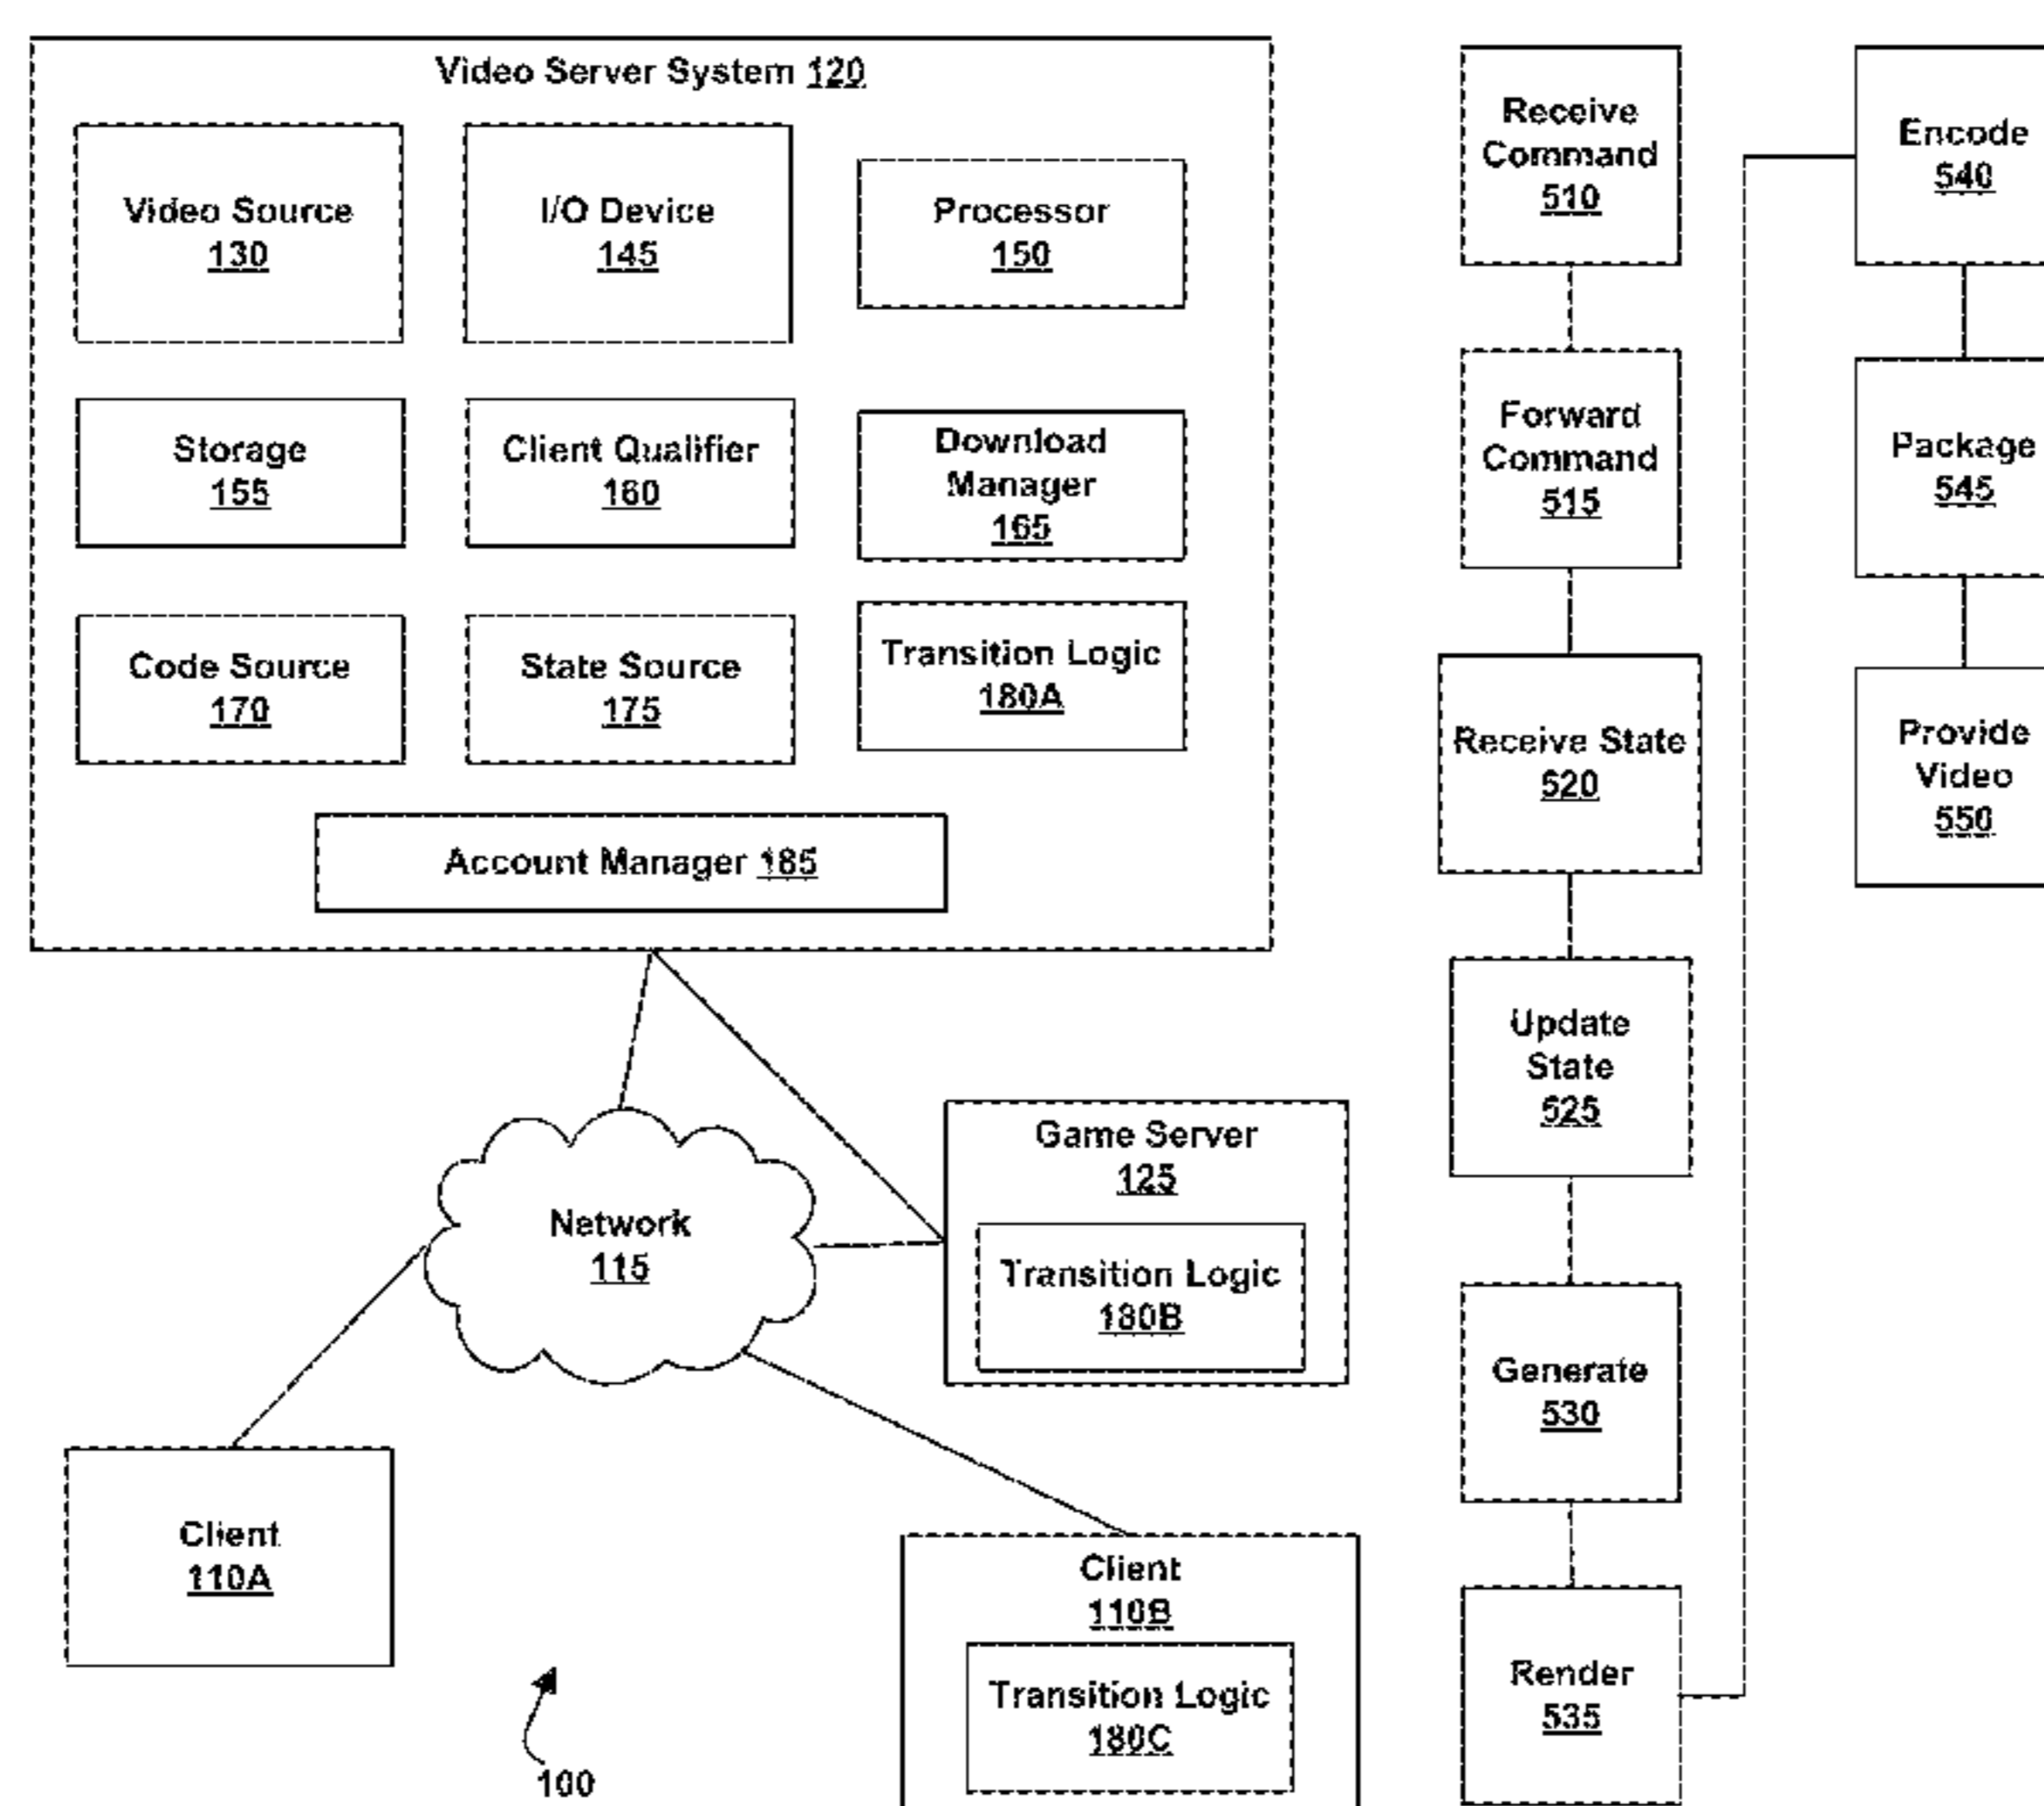 Video Server System 120
Video Source
130
I/O Device
145
Processor
150
Storage
155
Client Qualifier
160
Download
Manager
165
Code Source
170
State Source
175
Transition Logic
180A
Account Manager 185
Network
115
Game Server
125
Transition Logic
180B
Client
110A
Client
110B
Transition Logic
180C
100
Receive
Command
510
Forward
Command
515
Receive State
520
Update
State
525
Generate
530
Render
535
Encode
540
Package
545
Provide
Video
550